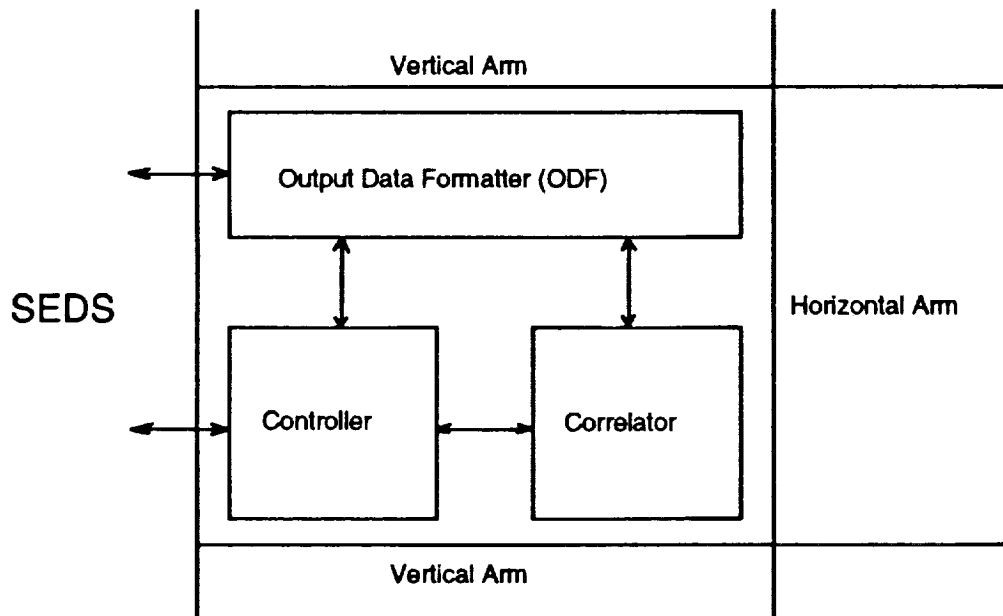 Vertical Arm
Output Data Formatter (ODF)
SEDS
Horizontal Arm
Controller
Correlator
Vertical Arm